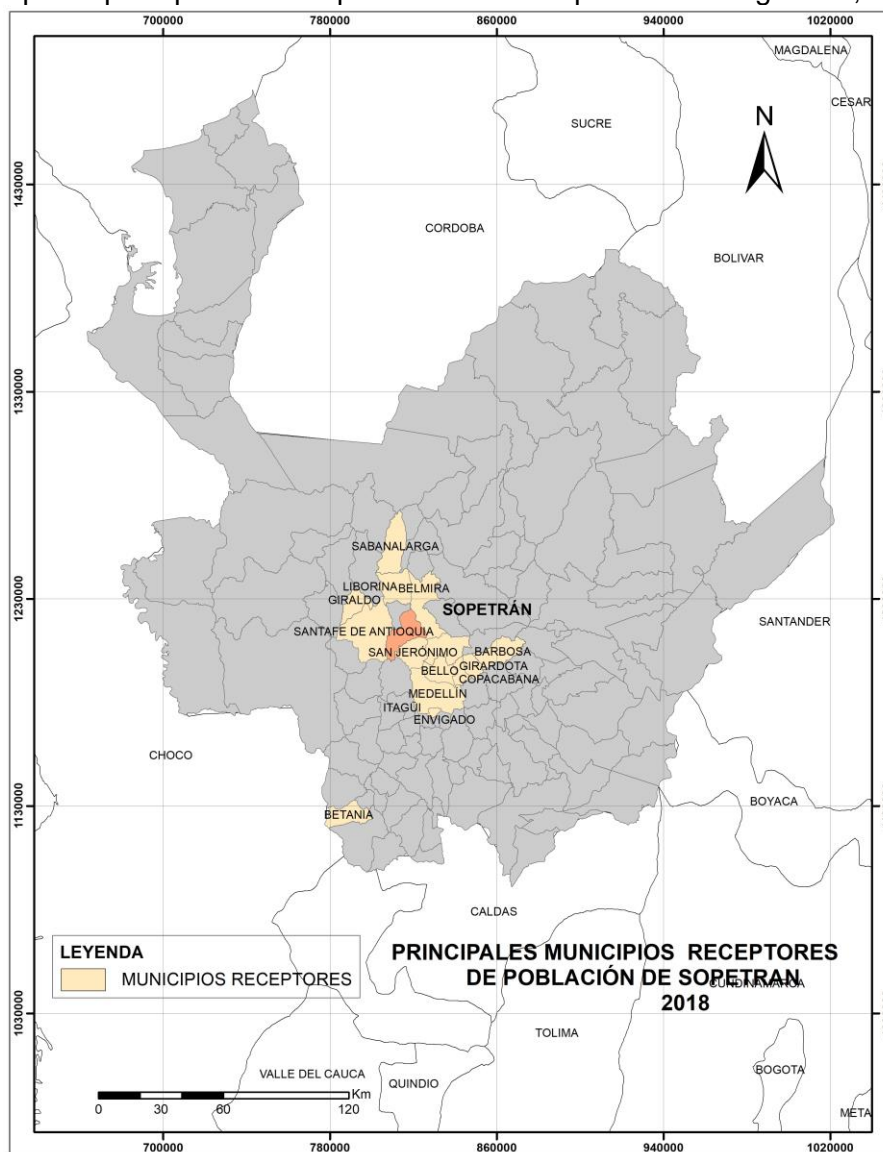 700000 780000 860000 940000 1020000
MAGDALENA
CESAR
SUCRE
N
1430000
CORDOBA
BOLIVAR
1330000
SABANALARGA
LIBORINA BELMIRA
GIRALDO
SOPETRÁN
1230000
SANTANDER
SANTAFE DE ANTIOQUIA
SAN JERÓNIMO
BARBOSA
BELLO
GIRARDOTA
COPACABANA
MEDELLÍN
ITAGÜI
ENVIGADO
CHOCO
BOYACA
1130000
BETANIA
CALDAS
LEYENDA
MUNICIPIOS RECEPTORES
PRINCIPALES MUNICIPIOS RECEPTORES
DE POBLACIÓN DE SOPETRAN
CUNDINAMARCA
2018
1030000
TOLIMA
VALLE DEL CAUCA
QUINDIO
BOGOTA
Km
0 30 60 120
META
700000 780000 860000 940000 1020000